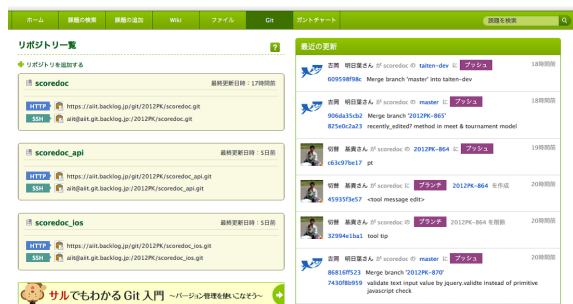 ホーム 課題の検索 課題の追加 Wiki ファイル Git ガントチャート 課題を検索
リポジトリ一覧 ?
リポジトリを追加する
scoredoc 最終更新日時：17時間前
HTTP https://aiit.backlog.jp/git/2012PK/scoredoc.git
SSH aiit@aiit.git.backlog.jp:/2012PK/scoredoc.git
scoredoc_api 最終更新日時：5日前
HTTP https://aiit.backlog.jp/git/2012PK/scoredoc_api.git
SSH aiit@aiit.git.backlog.jp:/2012PK/scoredoc_api.git
scoredoc_ios 最終更新日時：5日前
HTTP https://aiit.backlog.jp/git/2012PK/scoredoc_ios.git
SSH aiit@aiit.git.backlog.jp:/2012PK/scoredoc_ios.git
サルでもわかる Git 入門 〜バージョン管理を使いこなそう〜
最近の更新
吉岡 明日葉さん が scoredoc の taiten-dev に プッシュ 18時間前
609598f98c Merge branch 'master' into taiten-dev
吉岡 明日葉さん が scoredoc の master に プッシュ 18時間前
906da35cb2 Merge branch '2012PK-865'
825e0c2a23 recently_edited? method in meet & tournament model
切替 基貴さん が scoredoc の 2012PK-864 に プッシュ 19時間前
c63c97be17 pt
切替 基貴さん が scoredoc に ブランチ 2012PK-864 を作成 20時間前
45935f3e57 <tool message edit>
切替 基貴さん が scoredoc の ブランチ 2012PK-864 を削除 20時間前
32994e1ba1 tool tip
吉岡 明日葉さん が scoredoc の master に プッシュ 20時間前
86816ff523 Merge branch '2012PK-870'
7430f8b959 validate text input value by jquery.valite instead of primitive
javascript check